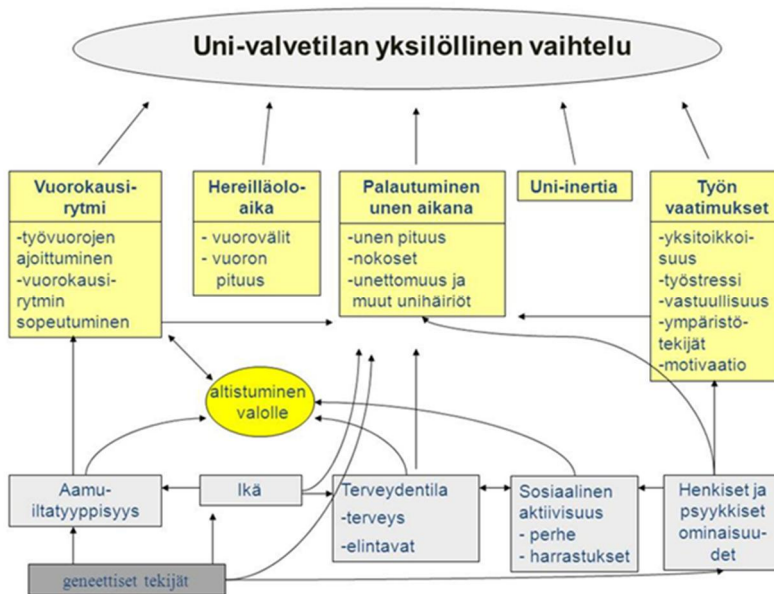 Uni-valvetilan yksilöllinen vaihtelu
Vuorokausi-
rytmi
-työvuorojen
ajoittuminen
-vuorokausi-
rytmin
sopeutuminen
Hereilläolo-
aika
- vuorovälit
- vuoron
pituus
Palautuminen
unen aikana
-unen pituus
-nokoset
-unettomuus ja
muut unihäiriöt
Uni-inertia
Työn
vaatimukset
-yksitoikkoi-
suus
-työstressi
-vastuullisuus
-ympäristö-
tekijät
-motivaatio
altistuminen
valolle
Aamu-
iltatyyppisyys
Ikä
Terveydentila
-terveys
-elintavat
Sosiaalinen
aktiivisuus
- perhe
- harrastukset
Henkiset ja
psyykkiset
ominaisuu-
det
geneettiset tekijät